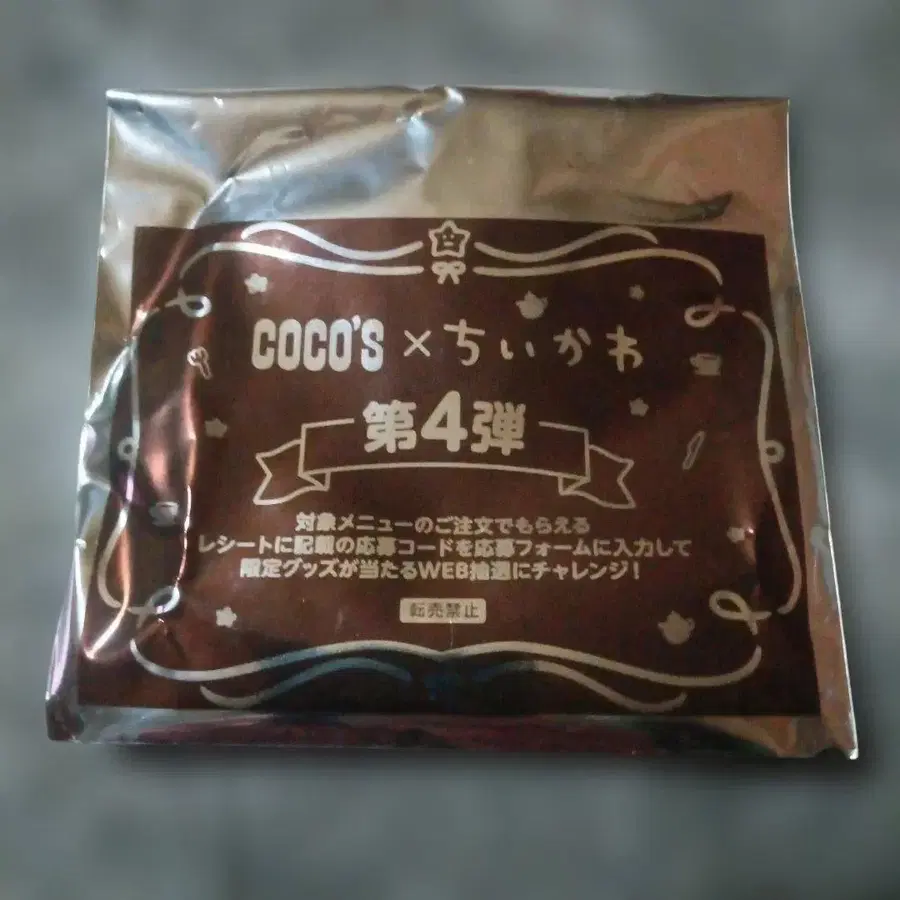 COCO'S×ちいかわ
第4弾
対象メニューのご注文でもらえる
レシートに記載の応募コードを応募フォームに入力して
限定グッズが当たるWEB抽選にチャレンジ!
転売禁止